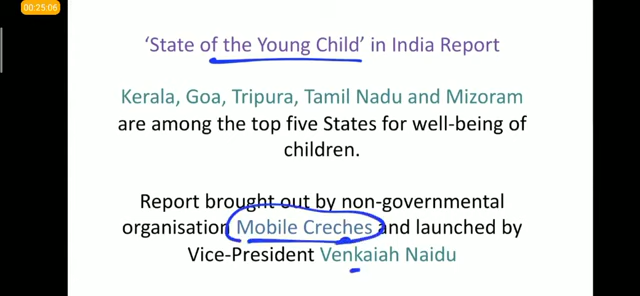 00:25:06
‘State of the Young Child’ in India Report
Kerala, Goa, Tripura, Tamil Nadu and Mizoram
are among the top five States for well-being of
children.
Report brought out by non-governmental
organisation Mobile Creches and launched by
Vice-President Venkaiah Naidu